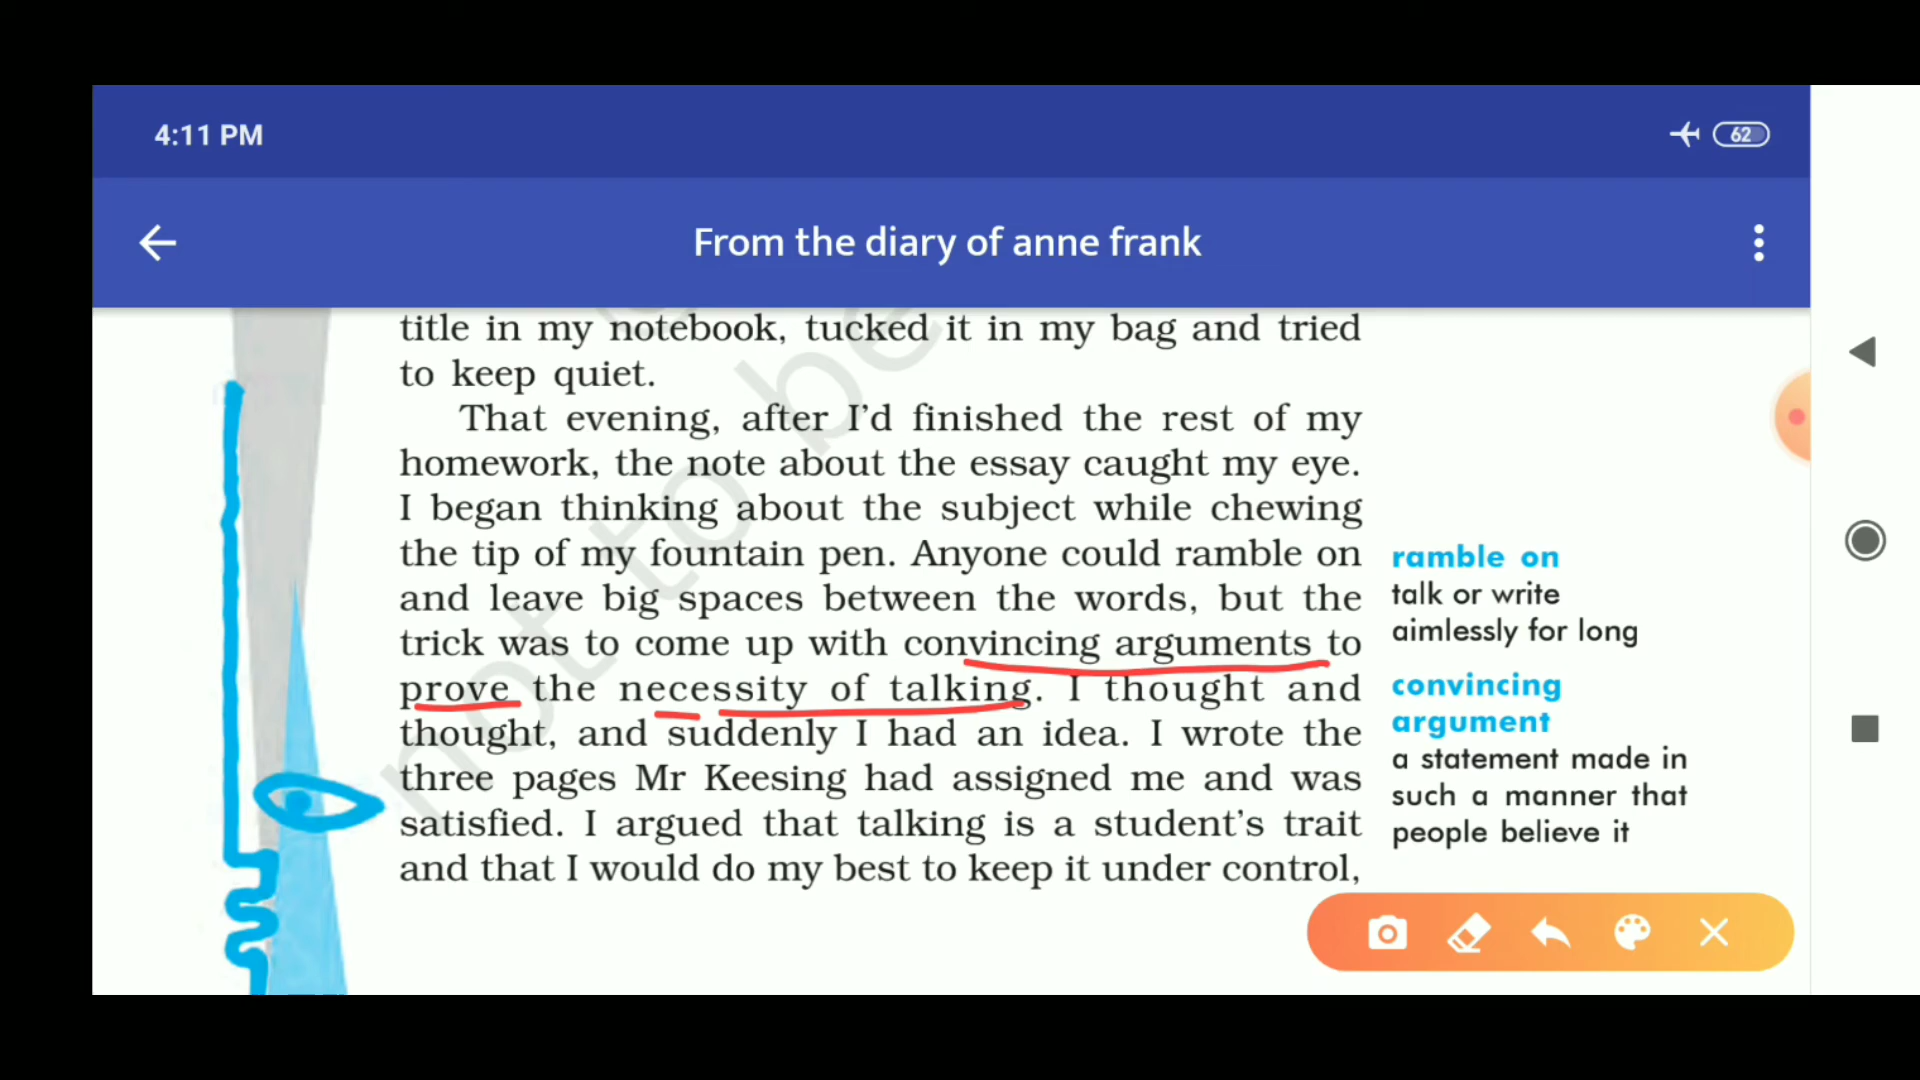 4:11 PM
62
From the diary of anne frank
title in my notebook, tucked it in my bag and tried
to keep quiet.
That evening, after I’d finished the rest of my
homework, the note about the essay caught my eye.
I began thinking about the subject while chewing
the tip of my fountain pen. Anyone could ramble on
and leave big spaces between the words, but the
trick was to come up with convincing arguments to
prove the necessity of talking. I thought and
thought, and suddenly I had an idea. I wrote the
three pages Mr Keesing had assigned me and was
satisfied. I argued that talking is a student’s trait
and that I would do my best to keep it under control,
ramble on
talk or write
aimlessly for long
convincing
argument
a statement made in
such a manner that
people believe it
not to be